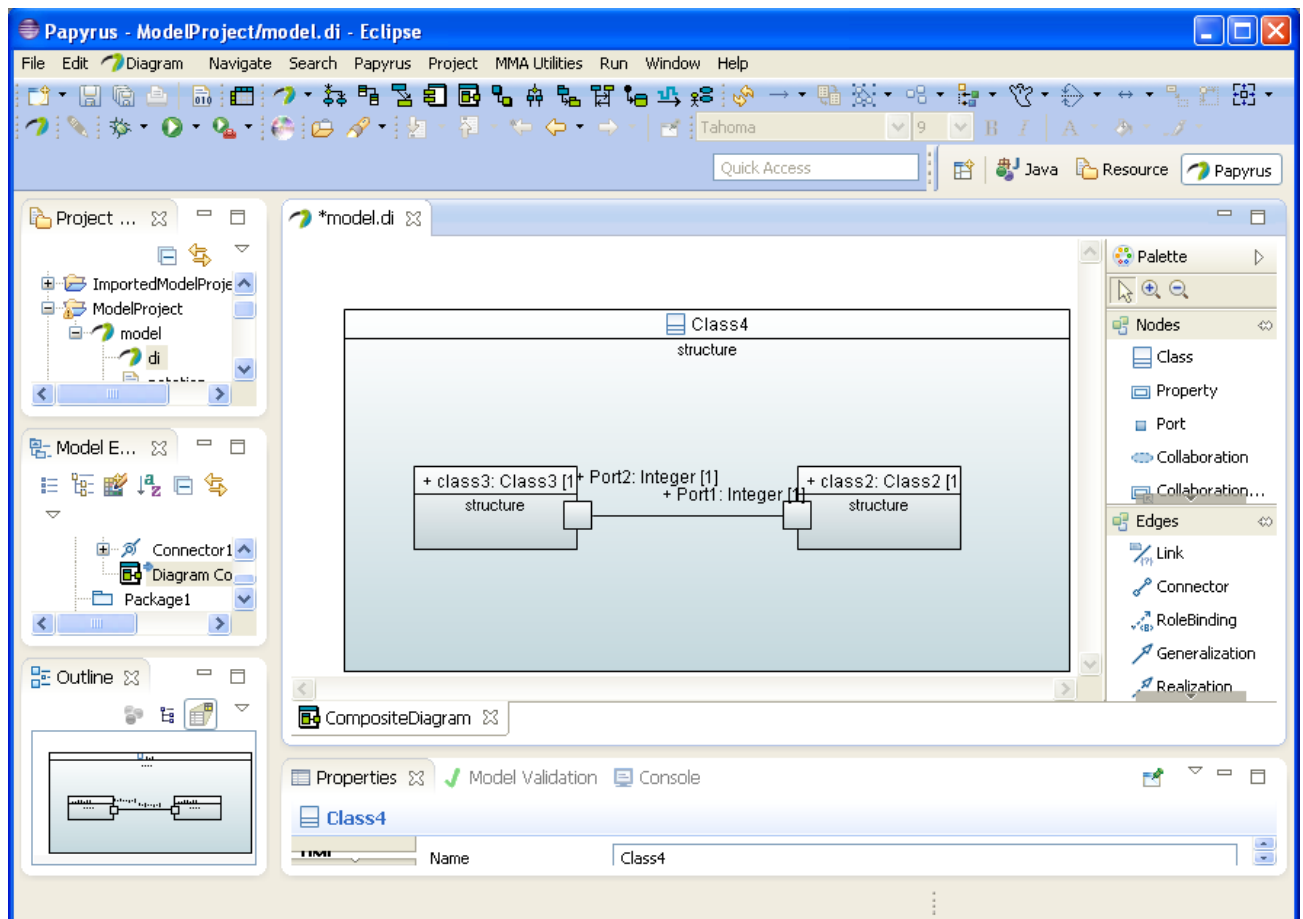 Papyrus - ModelProject/model.di - Eclipse
File Edit Diagram Navigate Search Papyrus Project MMA Utilities Run Window Help
010
Tahoma 9 B I A
Quick Access Java Resource Papyrus
Project ...
ImportedModelProje
ModelProject
model
di
Model E...
Connector1
Diagram Co
Package1
Outline
*model.di
Class4
structure
+ class3: Class3 [1
structure
+ Port2: Integer [1]
+ Port1: Integer [1]
+ class2: Class2 [1
structure
CompositeDiagram
Palette
Nodes
Class
Property
Port
Collaboration
Collaboration...
Edges
Link
Connector
RoleBinding
Generalization
Realization
Properties Model Validation Console
Class4
Name Class4